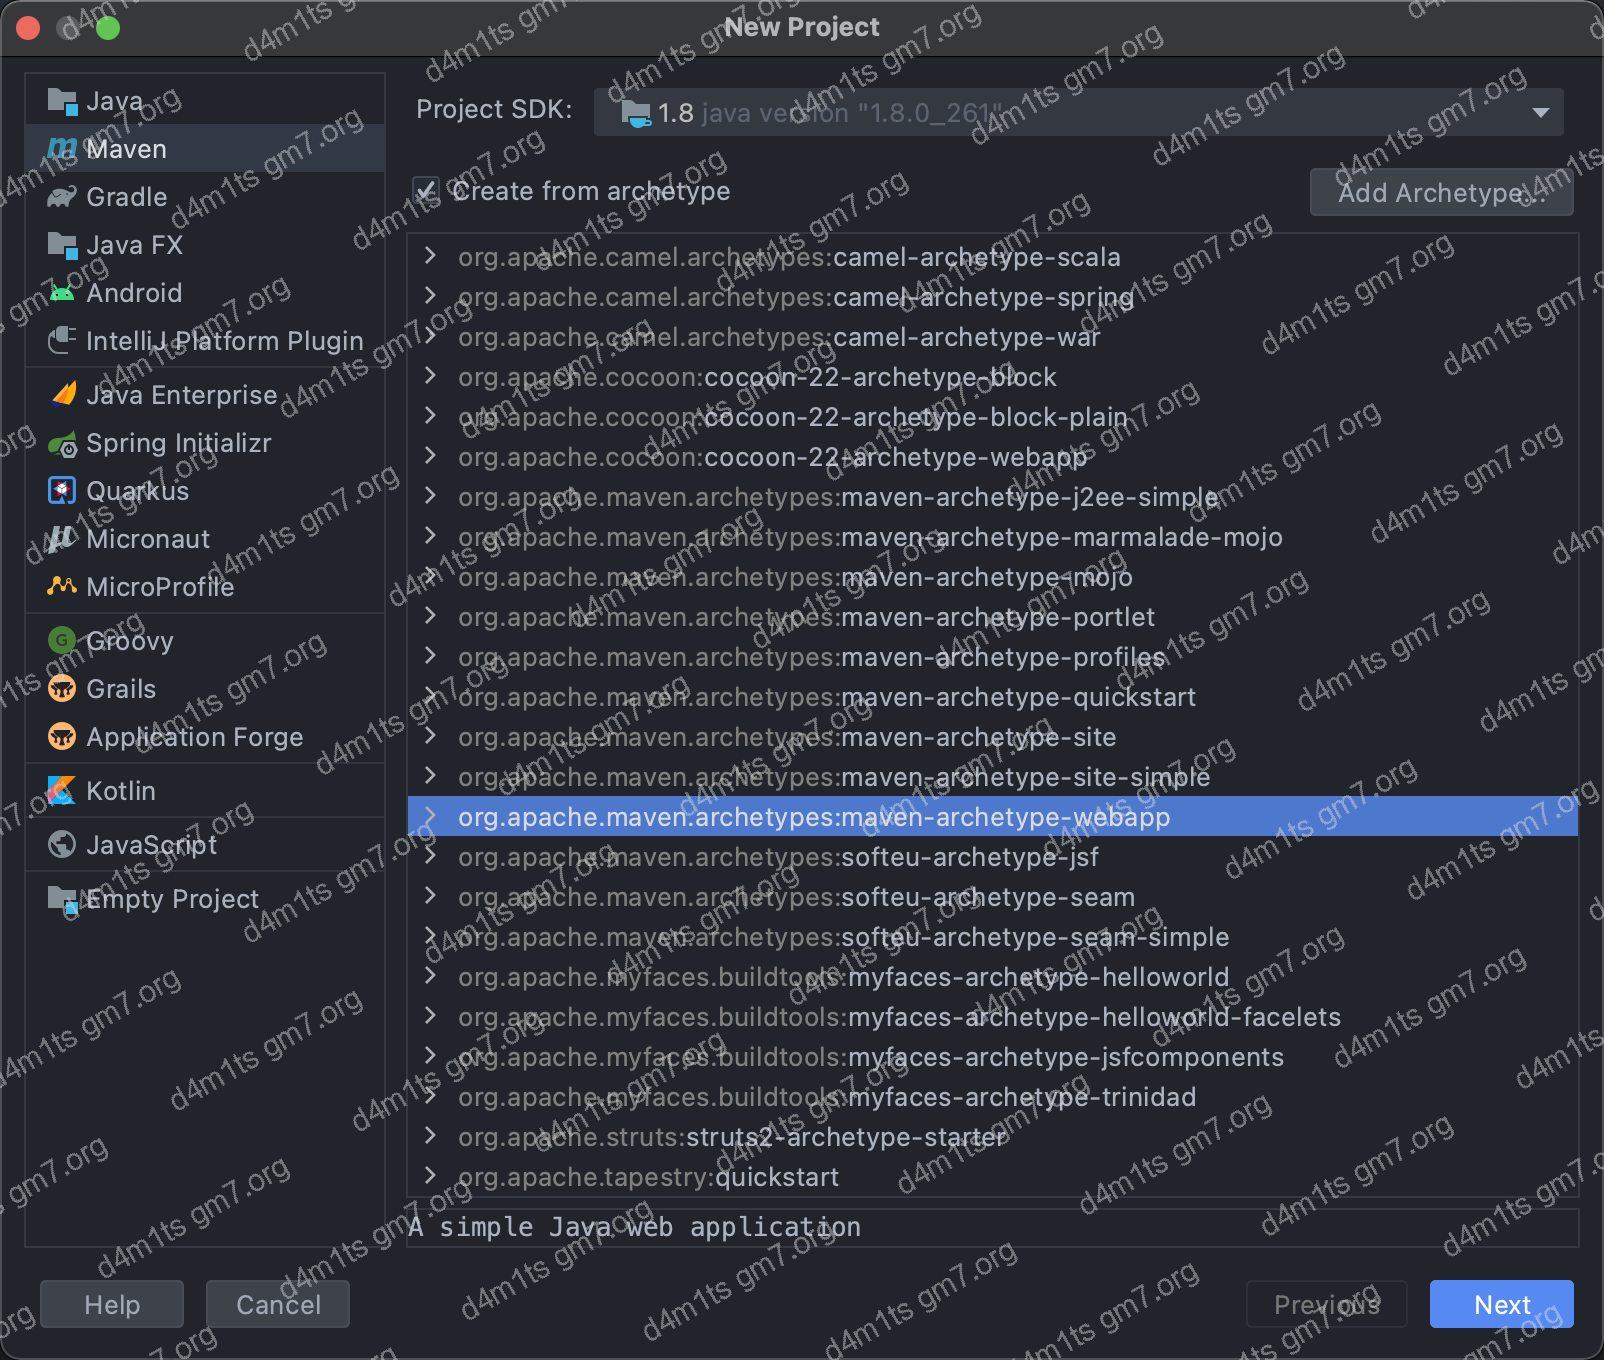 New Project
Java
Maven
Gradle
Java FX
Android
IntelliJ Platform Plugin
Java Enterprise
Spring Initializr
Quarkus
Micronaut
MicroProfile
Groovy
Grails
Application Forge
Kotlin
JavaScript
Empty Project
Project SDK:
1.8 java version "1.8.0_261"
Create from archetype
Add Archetype...
org.apache.camel.archetypes:camel-archetype-scala
org.apache.camel.archetypes:camel-archetype-spring
org.apache.camel.archetypes:camel-archetype-war
org.apache.cocoon:cocoon-22-archetype-block
org.apache.cocoon:cocoon-22-archetype-block-plain
org.apache.cocoon:cocoon-22-archetype-webapp
org.apache.maven.archetypes:maven-archetype-j2ee-simple
org.apache.maven.archetypes:maven-archetype-marmalade-mojo
org.apache.maven.archetypes:maven-archetype-mojo
org.apache.maven.archetypes:maven-archetype-portlet
org.apache.maven.archetypes:maven-archetype-profiles
org.apache.maven.archetypes:maven-archetype-quickstart
org.apache.maven.archetypes:maven-archetype-site
org.apache.maven.archetypes:maven-archetype-site-simple
org.apache.maven.archetypes:maven-archetype-webapp
org.apache.maven.archetypes:softeu-archetype-jsf
org.apache.maven.archetypes:softeu-archetype-seam
org.apache.maven.archetypes:softeu-archetype-seam-simple
org.apache.myfaces.buildtools:myfaces-archetype-helloworld
org.apache.myfaces.buildtools:myfaces-archetype-helloworld-facelets
org.apache.myfaces.buildtools:myfaces-archetype-jsfcomponents
org.apache.myfaces.buildtools:myfaces-archetype-trinidad
org.apache.struts:struts2-archetype-starter
org.apache.tapestry:quickstart
A simple Java web application
Help
Cancel
Previous
Next
d4m1ts gm7.org